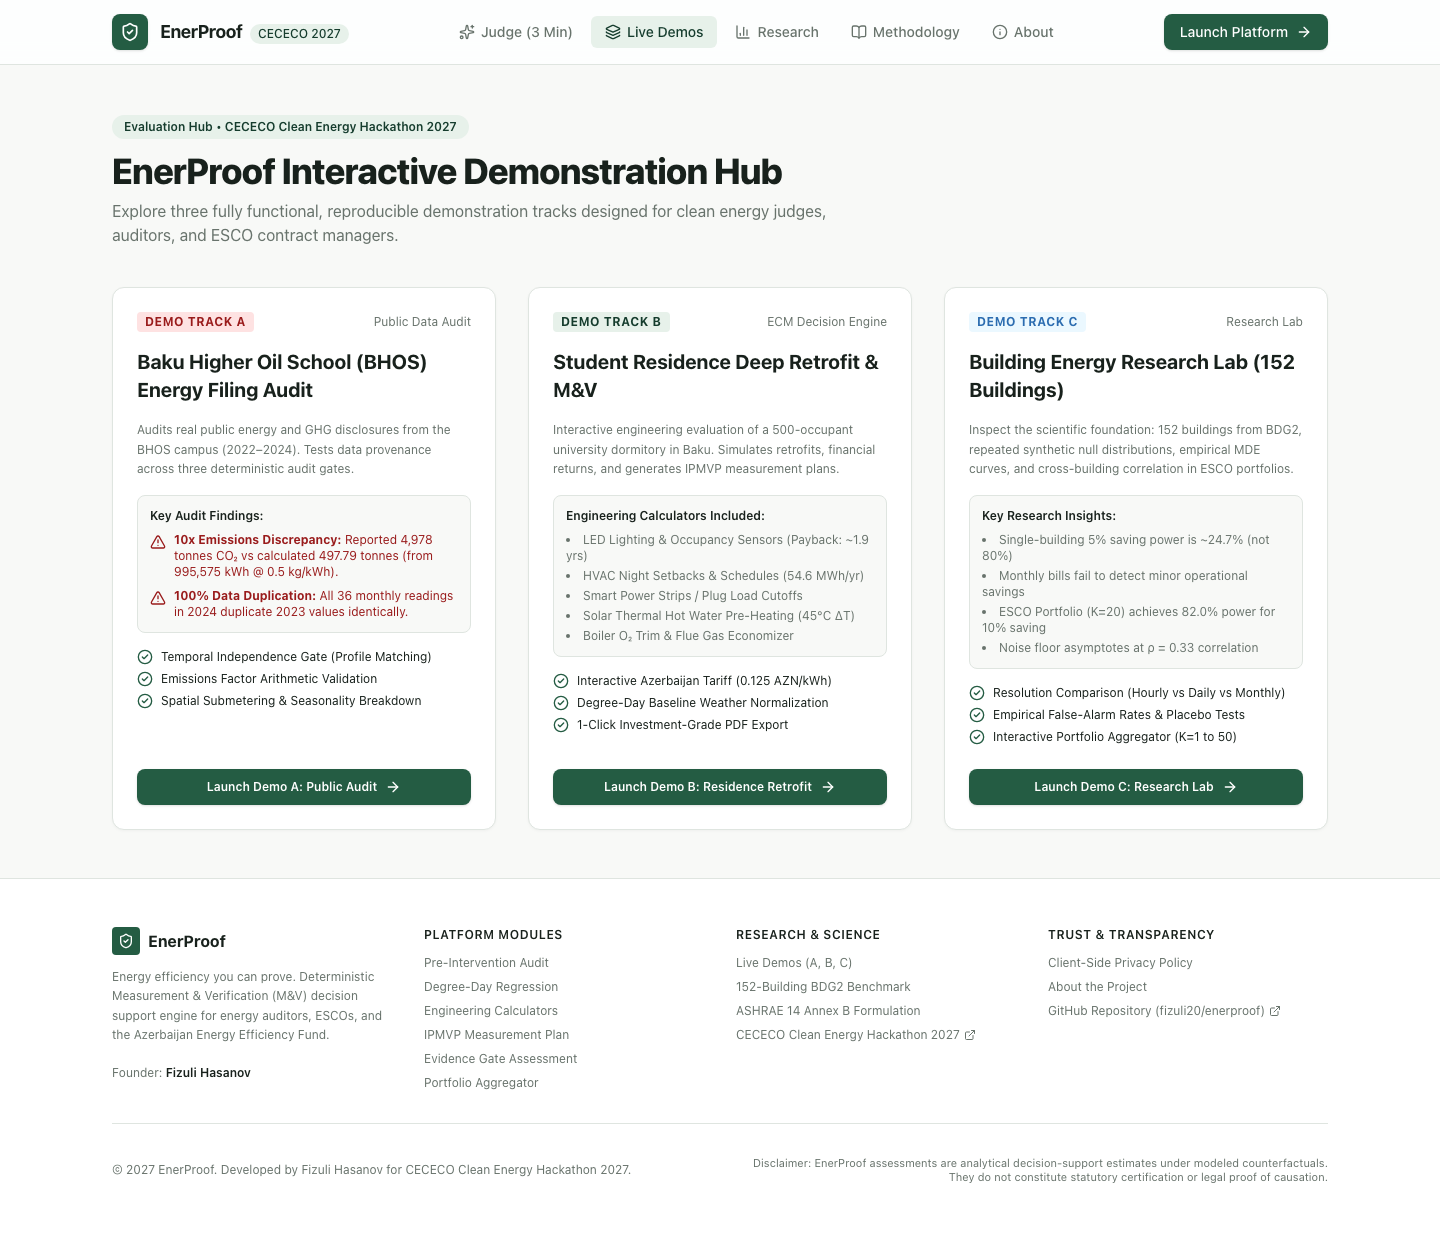 EnerProof CECECO 2027
Judge (3 Min)
Live Demos
Research
Methodology
About
Launch Platform
Evaluation Hub • CECECO Clean Energy Hackathon 2027
EnerProof Interactive Demonstration Hub
Explore three fully functional, reproducible demonstration tracks designed for clean energy judges,
auditors, and ESCO contract managers.
DEMO TRACK A
Public Data Audit
Baku Higher Oil School (BHOS)
Energy Filing Audit
Audits real public energy and GHG disclosures from the
BHOS campus (2022–2024). Tests data provenance
across three deterministic audit gates.
Key Audit Findings:
10x Emissions Discrepancy: Reported 4,978
tonnes CO₂ vs calculated 497.79 tonnes (from
995,575 kWh @ 0.5 kg/kWh).
100% Data Duplication: All 36 monthly readings
in 2024 duplicate 2023 values identically.
Temporal Independence Gate (Profile Matching)
Emissions Factor Arithmetic Validation
Spatial Submetering & Seasonality Breakdown
Launch Demo A: Public Audit
DEMO TRACK B
ECM Decision Engine
Student Residence Deep Retrofit &
M&V
Interactive engineering evaluation of a 500-occupant
university dormitory in Baku. Simulates retrofits, financial
returns, and generates IPMVP measurement plans.
Engineering Calculators Included:
• LED Lighting & Occupancy Sensors (Payback: ~1.9
yrs)
• HVAC Night Setbacks & Schedules (54.6 MWh/yr)
• Smart Power Strips / Plug Load Cutoffs
• Solar Thermal Hot Water Pre-Heating (45°C ΔT)
• Boiler O₂ Trim & Flue Gas Economizer
Interactive Azerbaijan Tariff (0.125 AZN/kWh)
Degree-Day Baseline Weather Normalization
1-Click Investment-Grade PDF Export
Launch Demo B: Residence Retrofit
DEMO TRACK C
Research Lab
Building Energy Research Lab (152
Buildings)
Inspect the scientific foundation: 152 buildings from BDG2,
repeated synthetic null distributions, empirical MDE
curves, and cross-building correlation in ESCO portfolios.
Key Research Insights:
• Single-building 5% saving power is ~24.7% (not
80%)
• Monthly bills fail to detect minor operational
savings
• ESCO Portfolio (K=20) achieves 82.0% power for
10% saving
• Noise floor asymptotes at ρ = 0.33 correlation
Resolution Comparison (Hourly vs Daily vs Monthly)
Empirical False-Alarm Rates & Placebo Tests
Interactive Portfolio Aggregator (K=1 to 50)
Launch Demo C: Research Lab
EnerProof
Energy efficiency you can prove. Deterministic
Measurement & Verification (M&V) decision
support engine for energy auditors, ESCOs, and
the Azerbaijan Energy Efficiency Fund.
Founder: Fizuli Hasanov
PLATFORM MODULES
Pre-Intervention Audit
Degree-Day Regression
Engineering Calculators
IPMVP Measurement Plan
Evidence Gate Assessment
Portfolio Aggregator
RESEARCH & SCIENCE
Live Demos (A, B, C)
152-Building BDG2 Benchmark
ASHRAE 14 Annex B Formulation
CECECO Clean Energy Hackathon 2027
TRUST & TRANSPARENCY
Client-Side Privacy Policy
About the Project
GitHub Repository (fizuli20/enerproof)
© 2027 EnerProof. Developed by Fizuli Hasanov for CECECO Clean Energy Hackathon 2027.
Disclaimer: EnerProof assessments are analytical decision-support estimates under modeled counterfactuals.
They do not constitute statutory certification or legal proof of causation.